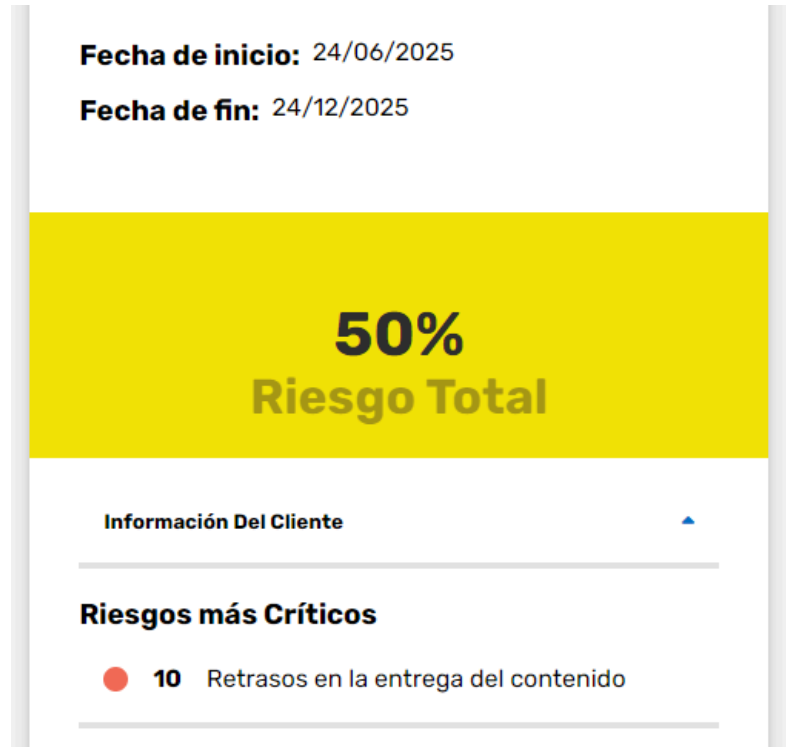 Fecha de inicio: 24/06/2025
Fecha de fin: 24/12/2025
50%
Riesgo Total
Información Del Cliente
Riesgos más Críticos
10 Retrasos en la entrega del contenido